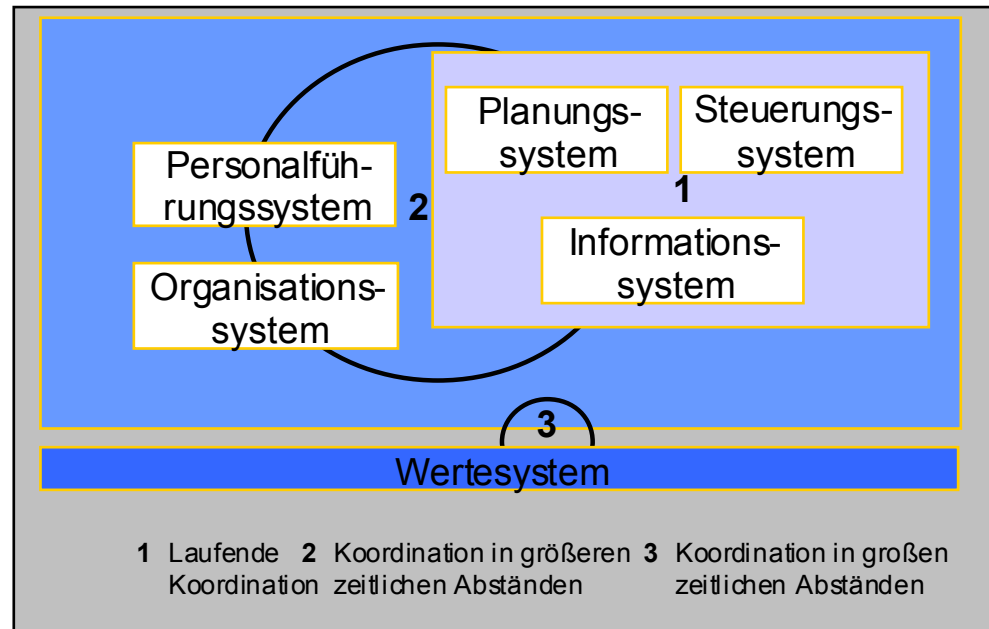 Planungs-
system
Steuerungs-
system
Personalfüh-
rungssystem
2
1
Informations-
system
Organisations-
system
3
Wertesystem
1 Laufende
Koordination
2 Koordination in größeren
zeitlichen Abständen
3 Koordination in großen
zeitlichen Abständen